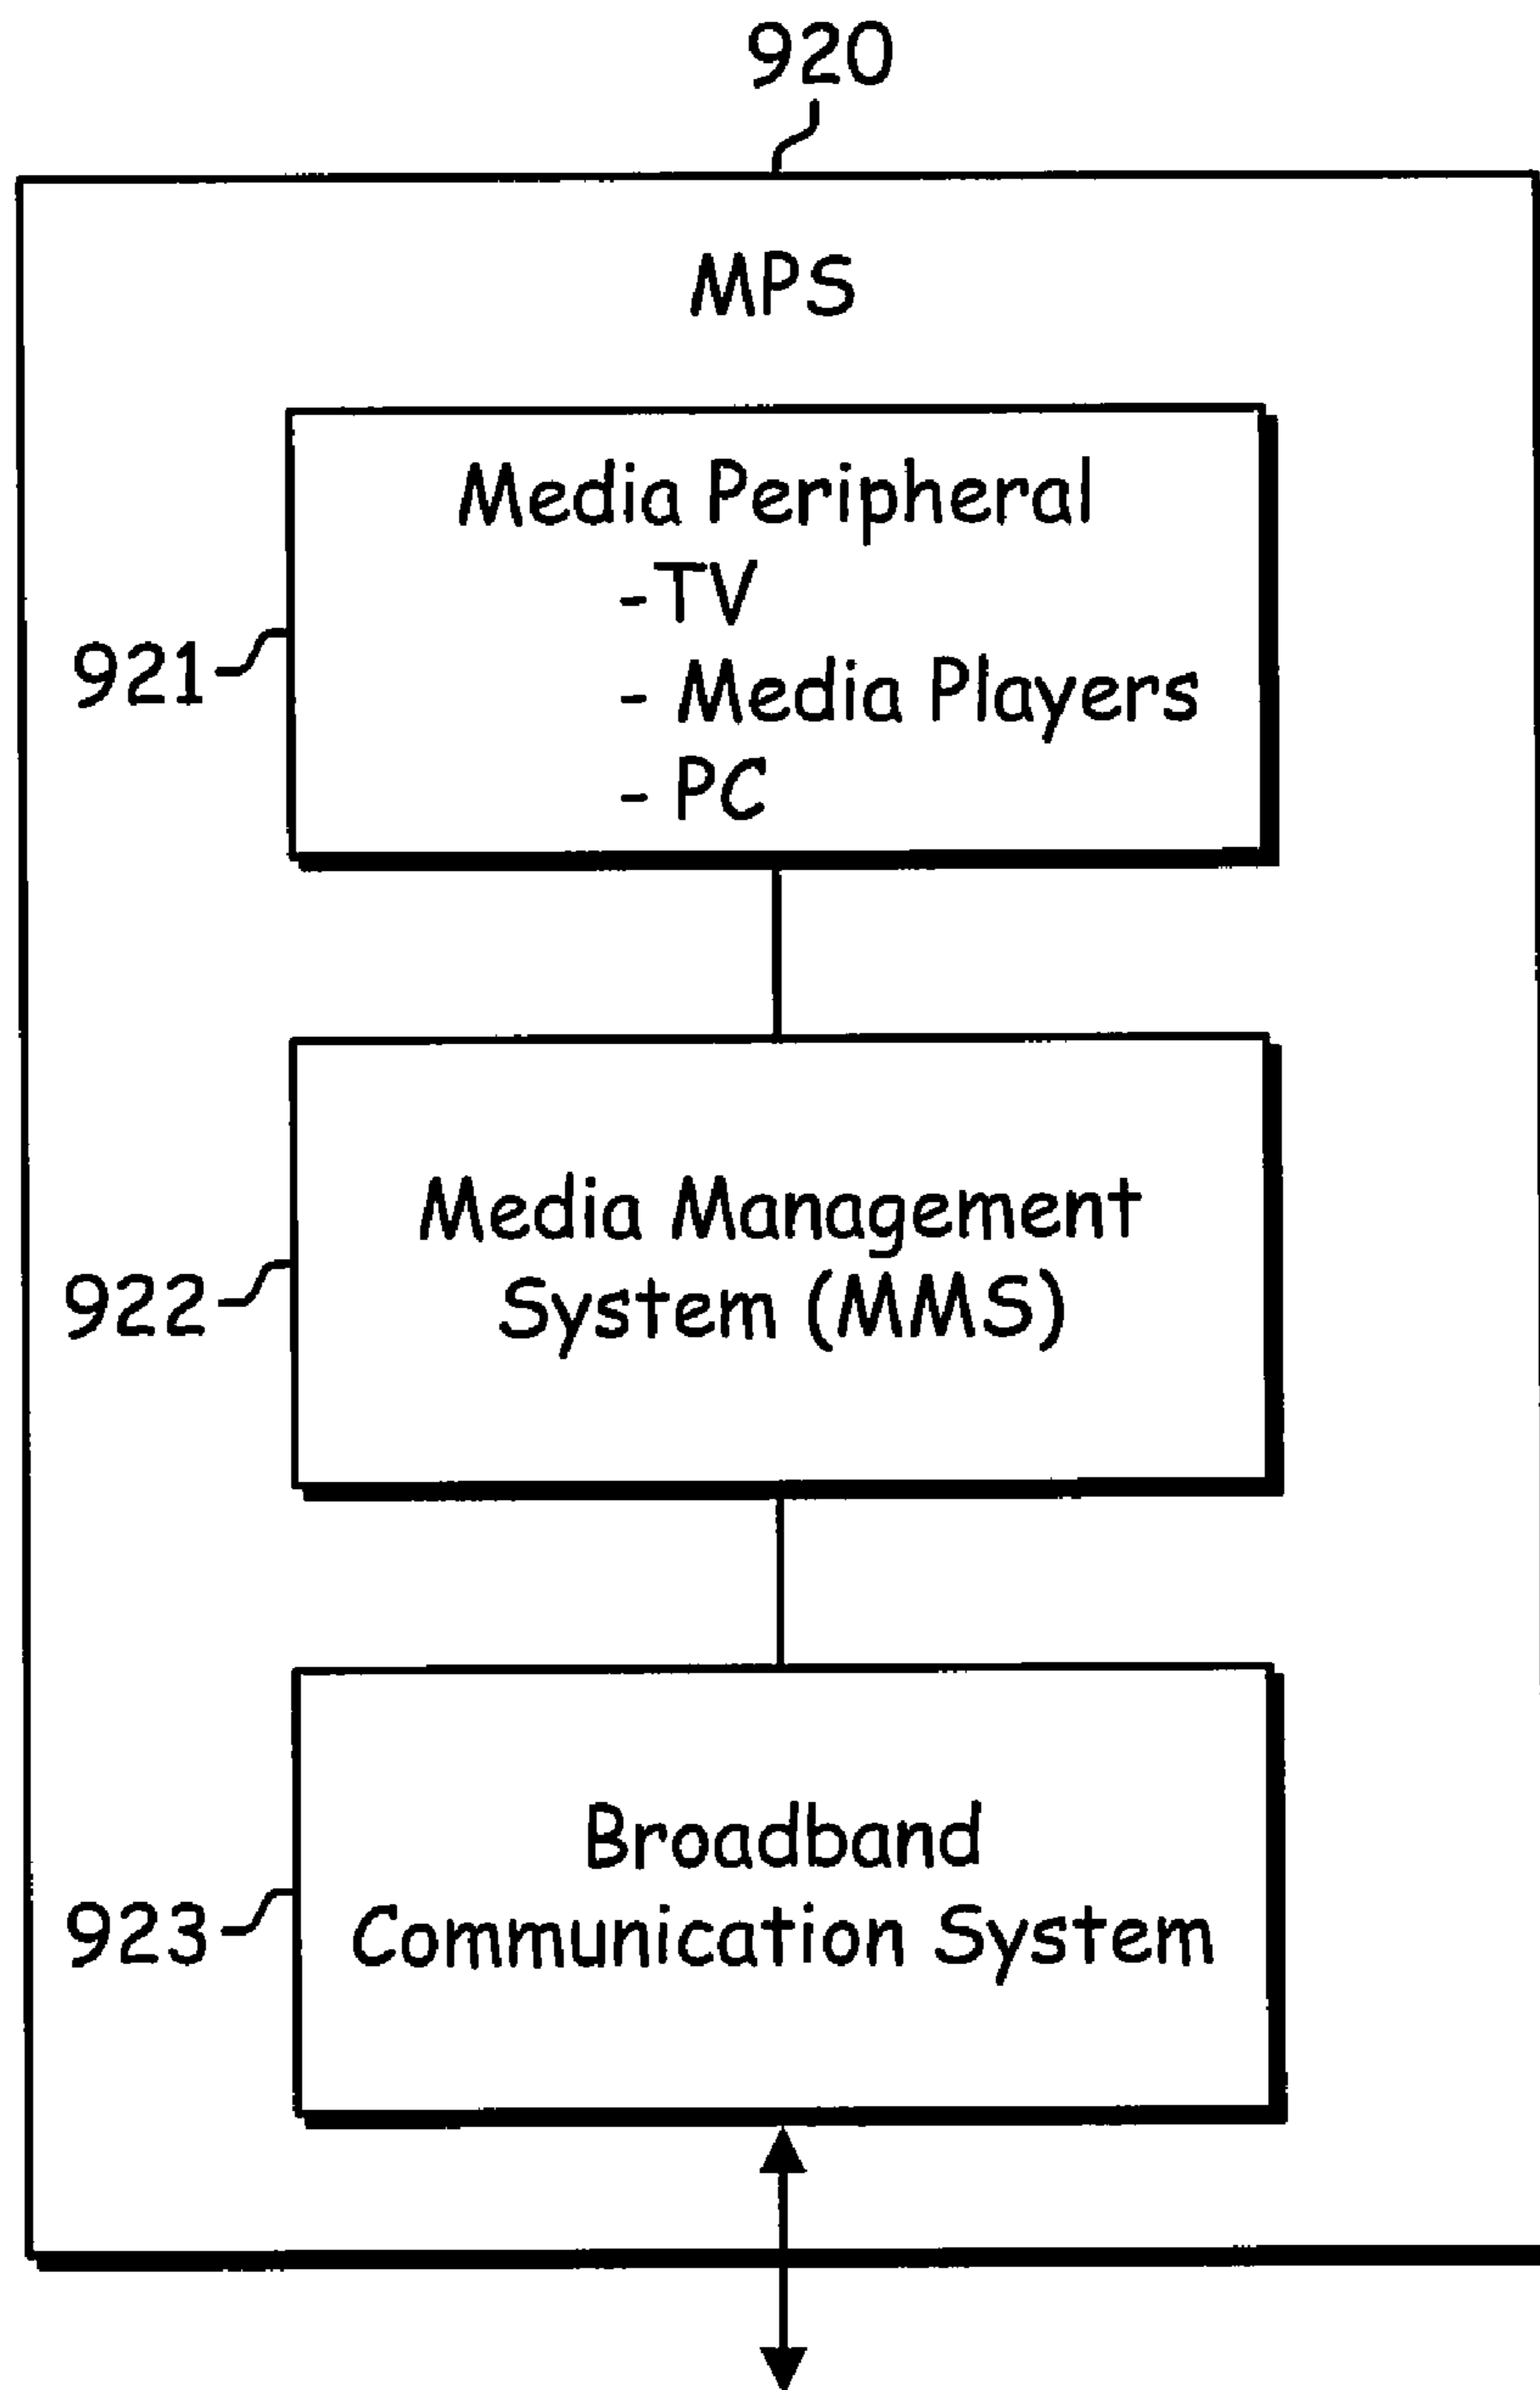 920
MPS
Media Peripheral
-TV
- Media Players
- PC
921
Media Management
System (MMS)
922
Broadband
Communication System
923